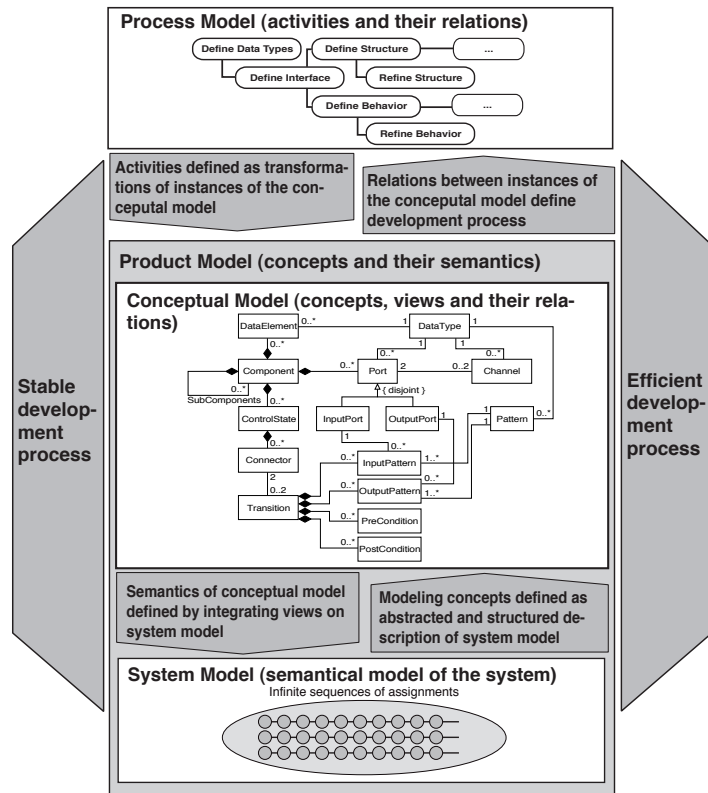 Process Model (activities and their relations)
Define Data Types
Define Structure
...
Define Interface
Refine Structure
Define Behavior
...
Refine Behavior
Activities defined as transforma-
tions of instances of the con-
ceputal model
Relations between instances of
the conceputal model define
development process
Stable
develop-
ment
process
Efficient
develop-
ment
process
Product Model (concepts and their semantics)
Conceptual Model (concepts, views and their rela-
tions)
DataElement
0..*
1
DataType
1
0..*
1
1
0..*
0..*
Component
0..*
Port
2
0..2
Channel
0..*
SubComponents
0..*
{ disjoint }
ControlState
InputPort
OutputPort
1
1
1
Pattern
0..*
0..*
1
0..*
Connector
0..*
InputPattern
1..*
2
0..*
0..2
0..*
OutputPattern
1..*
Transition
0..*
PreCondition
0..*
PostCondition
Semantics of conceptual model
defined by integrating views on
system model
Modeling concepts defined as
abstracted and structured de-
scription of system model
System Model (semantical model of the system)
Infinite sequences of assignments